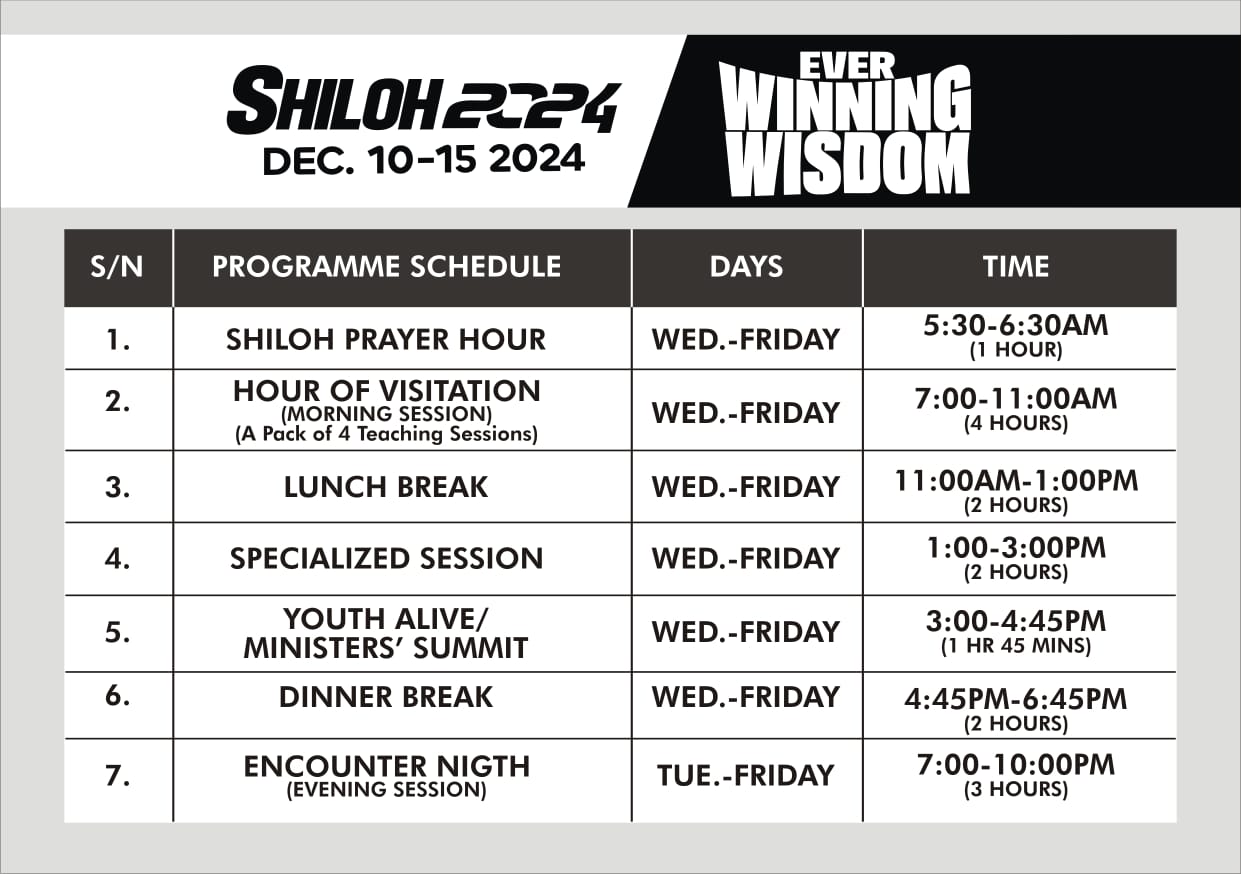 SHILOH 2024
DEC. 10-15 2024
EVER
WINNING
WISDOM
S/N PROGRAMME SCHEDULE DAYS TIME
1. SHILOH PRAYER HOUR WED.-FRIDAY 5:30-6:30AM
(1 HOUR)
2. HOUR OF VISITATION WED.-FRIDAY 7:00-11:00AM
(MORNING SESSION) (4 HOURS)
(A Pack of 4 Teaching Sessions)
3. LUNCH BREAK WED.-FRIDAY 11:00AM-1:00PM
(2 HOURS)
4. SPECIALIZED SESSION WED.-FRIDAY 1:00-3:00PM
(2 HOURS)
5. YOUTH ALIVE/ WED.-FRIDAY 3:00-4:45PM
MINISTERS’ SUMMIT (1 HR 45 MINS)
6. DINNER BREAK WED.-FRIDAY 4:45PM-6:45PM
(2 HOURS)
7. ENCOUNTER NIGTH TUE.-FRIDAY 7:00-10:00PM
(EVENING SESSION) (3 HOURS)